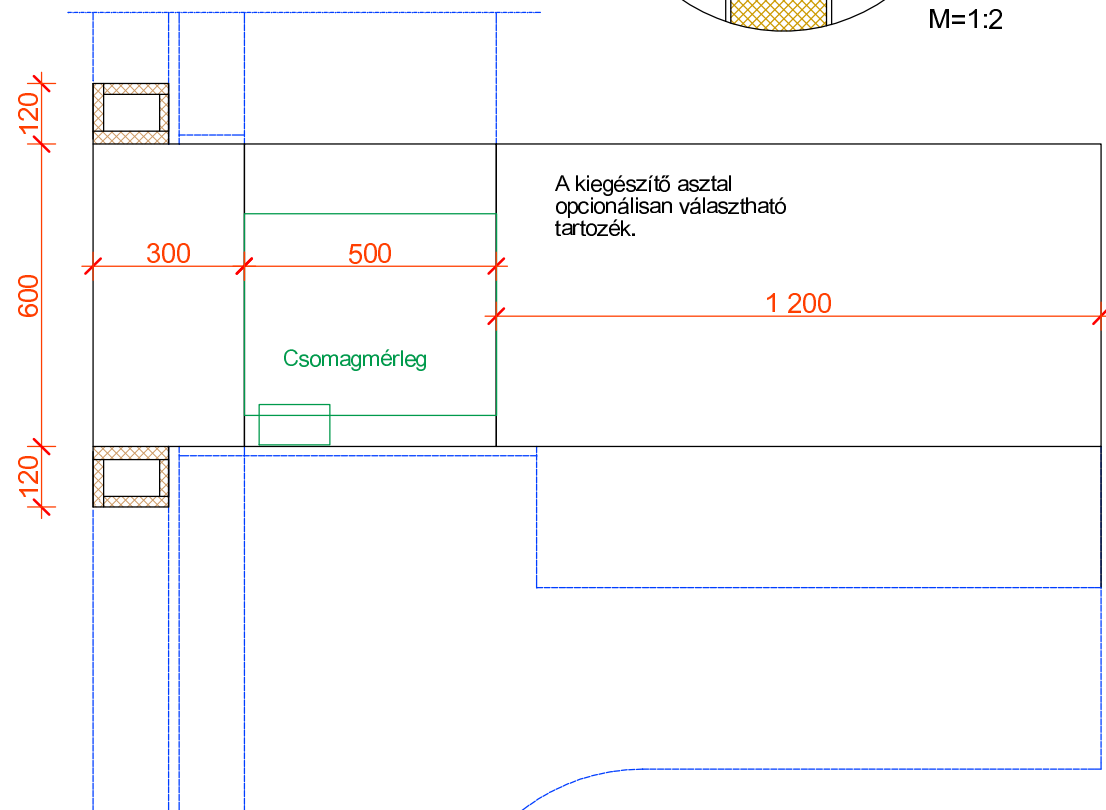 M=1:2
120
A kiegészítő asztal
opcionálisan választható
tartozék.
300
500
600
1 200
Csomagmérleg
120